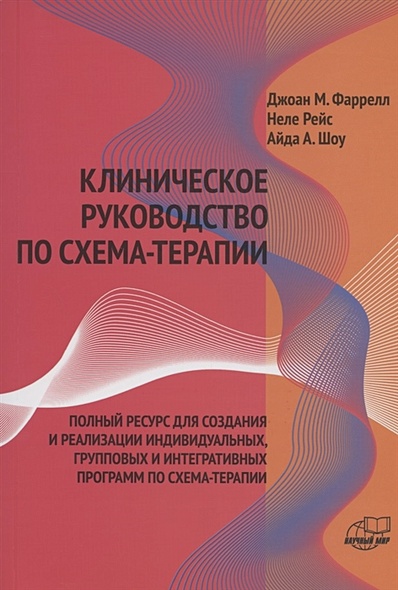 Джоан М. Фаррелл
Неле Рейс
Айда А. Шоу
КЛИНИЧЕСКОЕ
РУКОВОДСТВО
ПО СХЕМА-ТЕРАПИИ
ПОЛНЫЙ РЕСУРС ДЛЯ СОЗДАНИЯ
И РЕАЛИЗАЦИИ ИНДИВИДУАЛЬНЫХ,
ГРУППОВЫХ И ИНТЕГРАТИВНЫХ
ПРОГРАММ ПО СХЕМА-ТЕРАПИИ
НАУЧНЫЙ МИР